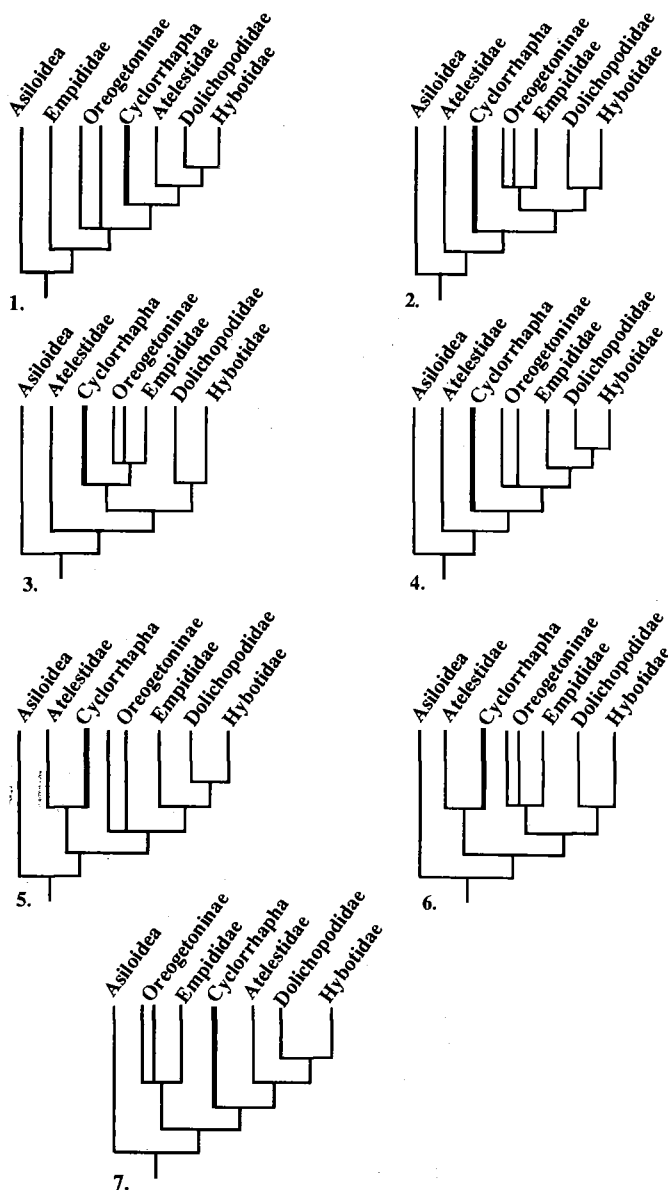 Asiloidea
Empididae
Oreogetoninae
Cyclorrhapha
Atelestidae
Dolichopodidae
Hybotidae
1.
Asiloidea
Atelestidae
Cyclorrhapha
Oreogetoninae
Empididae
Dolichopodidae
Hybotidae
2.
Asiloidea
Atelestidae
Cyclorrhapha
Oreogetoninae
Empididae
Dolichopodidae
Hybotidae
3.
Asiloidea
Atelestidae
Cyclorrhapha
Oreogetoninae
Empididae
Dolichopodidae
Hybotidae
4.
Asiloidea
Atelestidae
Cyclorrhapha
Oreogetoninae
Empididae
Dolichopodidae
Hybotidae
5.
Asiloidea
Atelestidae
Cyclorrhapha
Oreogetoninae
Empididae
Dolichopodidae
Hybotidae
6.
Asiloidea
Oreogetoninae
Empididae
Cyclorrhapha
Atelestidae
Dolichopodidae
Hybotidae
7.